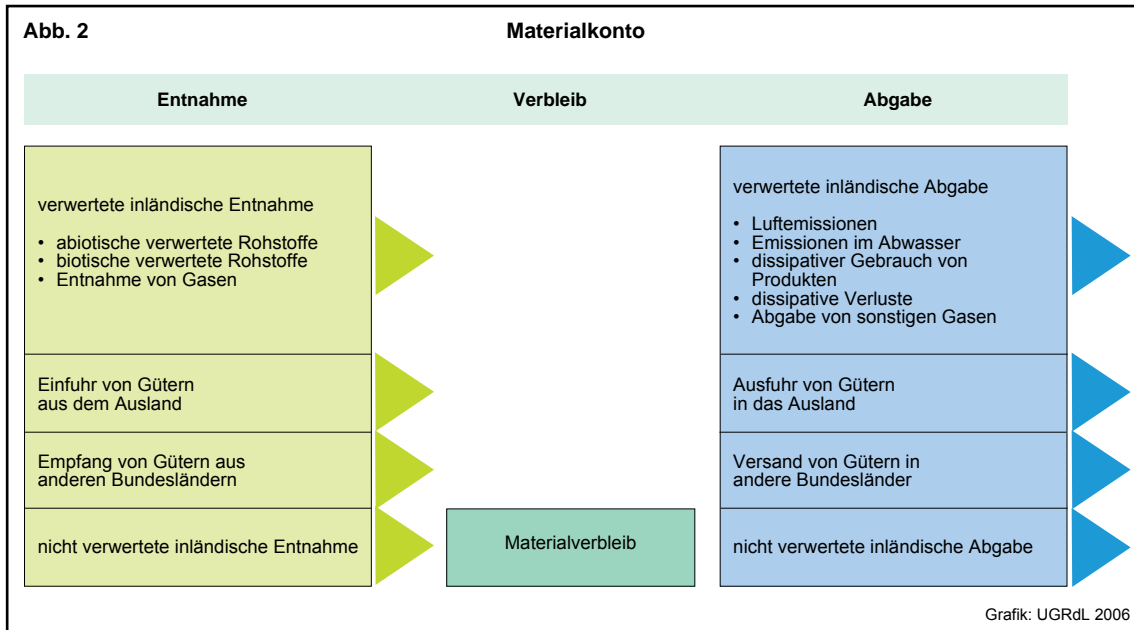 Abb. 2
Materialkonto
Entnahme
Verbleib
Abgabe
verwertete inländische Entnahme
• abiotische verwertete Rohstoffe
• biotische verwertete Rohstoffe
• Entnahme von Gasen
Einfuhr von Gütern
aus dem Ausland
Empfang von Gütern aus
anderen Bundesländern
nicht verwertete inländische Entnahme
Materialverbleib
verwertete inländische Abgabe
• Luftemissionen
• Emissionen im Abwasser
• dissipativer Gebrauch von
Produkten
• dissipative Verluste
• Abgabe von sonstigen Gasen
Ausfuhr von Gütern
in das Ausland
Versand von Gütern in
andere Bundesländer
nicht verwertete inländische Abgabe
Grafik: UGRdL 2006